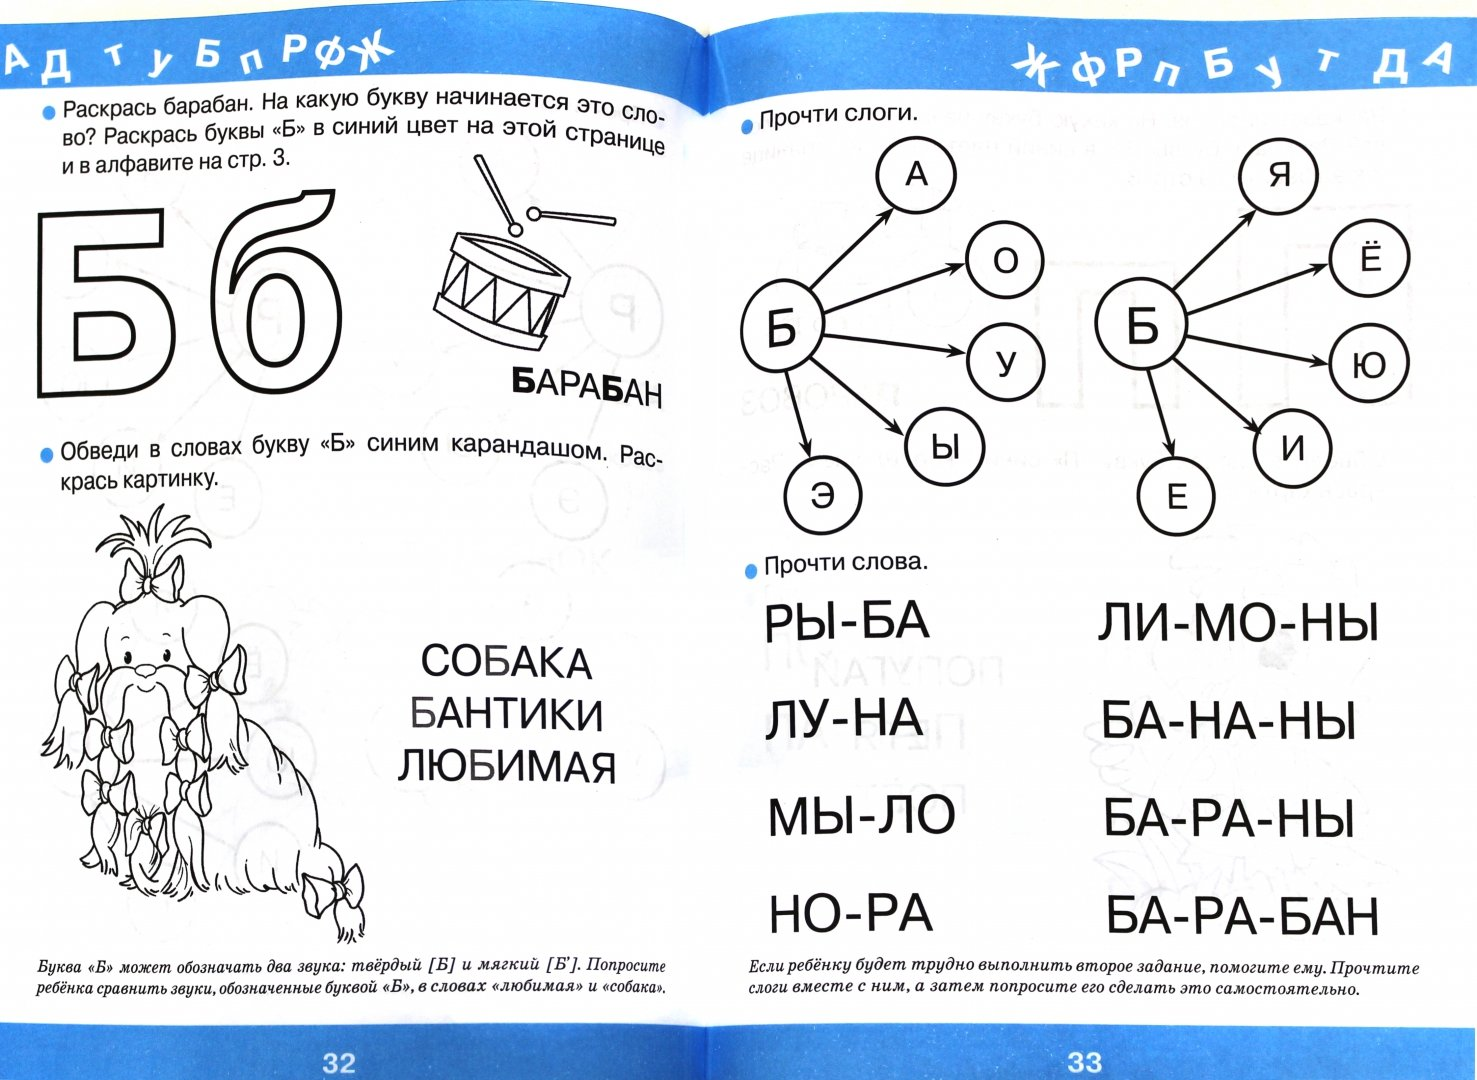 А Д Т У Б П Р Ф Ж
Раскрась барабан. На какую букву начинается это сло-
во? Раскрась буквы «Б» в синий цвет на этой странице
и в алфавите на стр. 3.
Бб
БАРАБАН
Обведи в словах букву «Б» синим карандашом. Рас-
крась картинку.
СОБАКА
БАНТИКИ
ЛЮБИМАЯ
Буква «Б» может обозначать два звука: твёрдый [Б] и мягкий [Б’]. Попросите
ребёнка сравнить звуки, обозначенные буквой «Б», в словах «любимая» и «собака».
32
Ж Ф Р П Б У Т Д А
Прочти слоги.
Б
А
О
У
Ы
Э
Б
Я
Ё
Ю
И
Е
Прочти слова.
РЫ-БА
ЛУ-НА
МЫ-ЛО
НО-РА
ЛИ-МО-НЫ
БА-НА-НЫ
БА-РА-НЫ
БА-РА-БАН
Если ребёнку будет трудно выполнить второе задание, помогите ему. Прочтите
слоги вместе с ним, а затем попросите его сделать это самостоятельно.
33